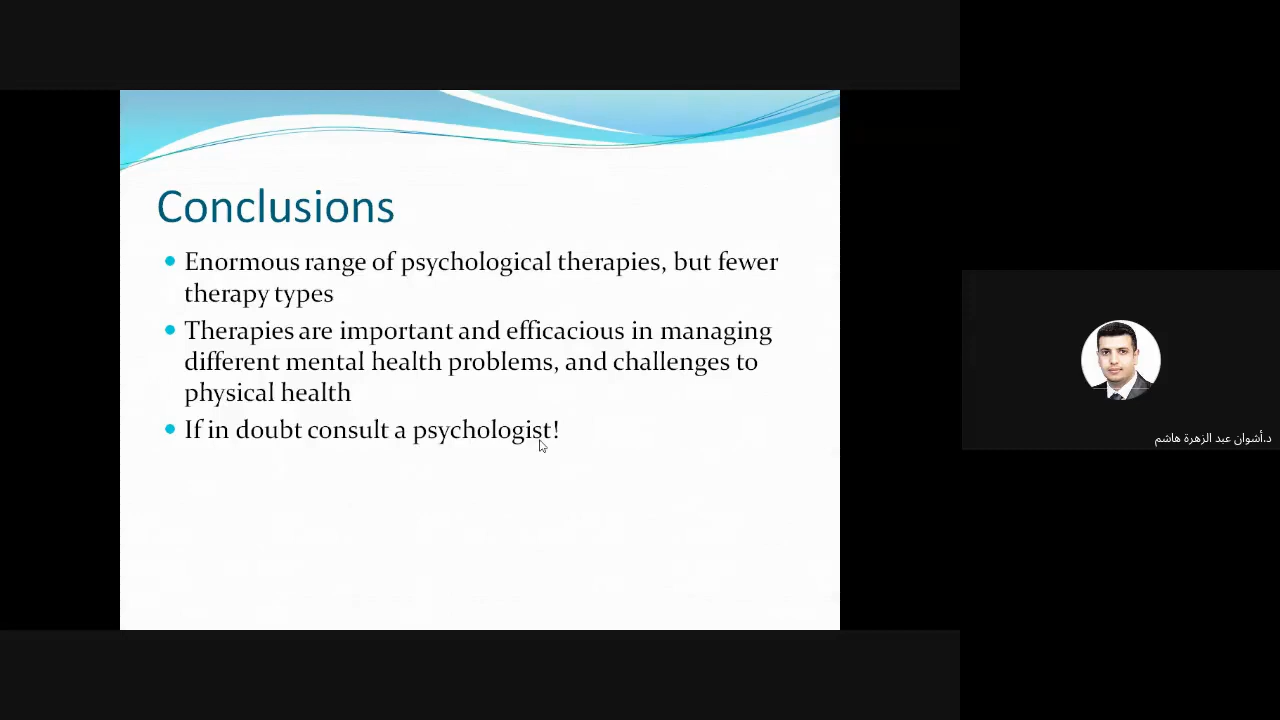 Conclusions
Enormous range of psychological therapies, but fewer
therapy types
Therapies are important and efficacious in managing
different mental health problems, and challenges to
physical health
If in doubt consult a psychologist!
د.أشوان عبد الزهرة هاشم